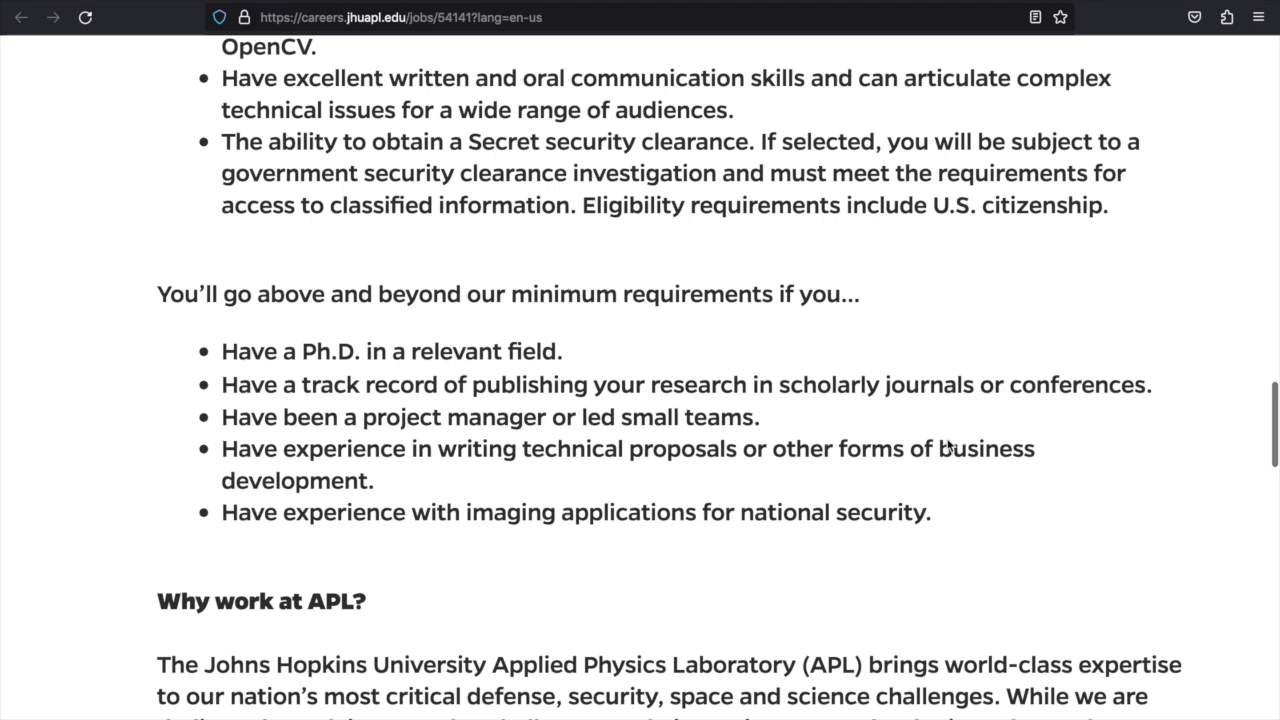 https://careers.jhuapl.edu/jobs/54141?lang=en-us
OpenCV.
• Have excellent written and oral communication skills and can articulate complex
technical issues for a wide range of audiences.
• The ability to obtain a Secret security clearance. If selected, you will be subject to a
government security clearance investigation and must meet the requirements for
access to classified information. Eligibility requirements include U.S. citizenship.
You’ll go above and beyond our minimum requirements if you...
• Have a Ph.D. in a relevant field.
• Have a track record of publishing your research in scholarly journals or conferences.
• Have been a project manager or led small teams.
• Have experience in writing technical proposals or other forms of business
development.
• Have experience with imaging applications for national security.
Why work at APL?
The Johns Hopkins University Applied Physics Laboratory (APL) brings world-class expertise
to our nation’s most critical defense, security, space and science challenges. While we are